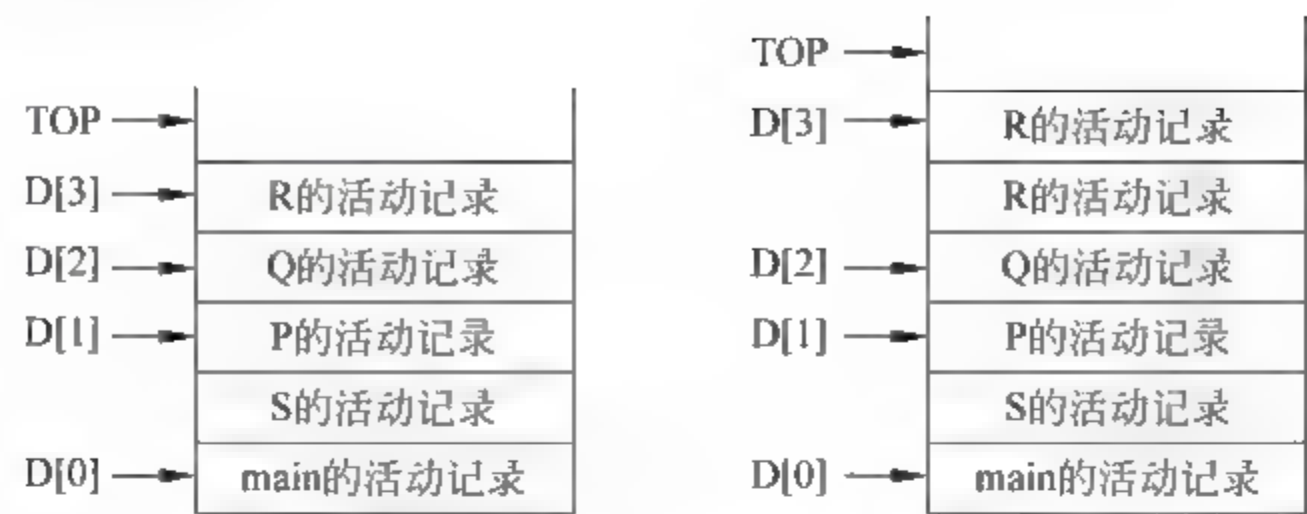 TOP
D[3] R的活动记录
D[2] Q的活动记录
D[1] P的活动记录
S的活动记录
D[0] main的活动记录
TOP
D[3] R的活动记录
R的活动记录
D[2] Q的活动记录
D[1] P的活动记录
S的活动记录
D[0] main的活动记录